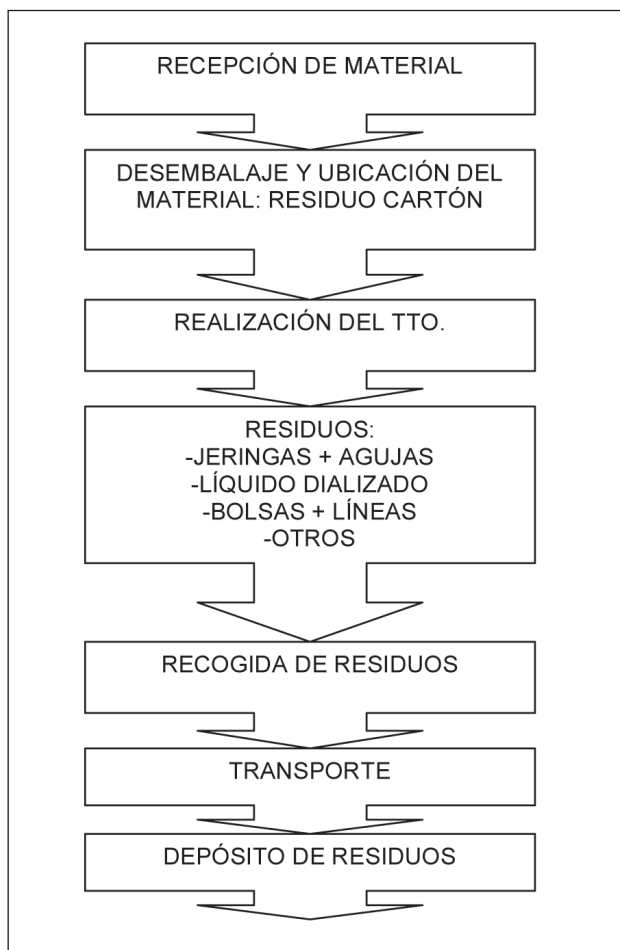 RECEPCIÓN DE MATERIAL
DESEMBALAJE Y UBICACIÓN DEL
MATERIAL: RESIDUO CARTÓN
REALIZACIÓN DEL TTO.
RESIDUOS:
-JERINGAS + AGUJAS
-LÍQUIDO DIALIZADO
-BOLSAS + LÍNEAS
-OTROS
RECOGIDA DE RESIDUOS
TRANSPORTE
DEPÓSITO DE RESIDUOS